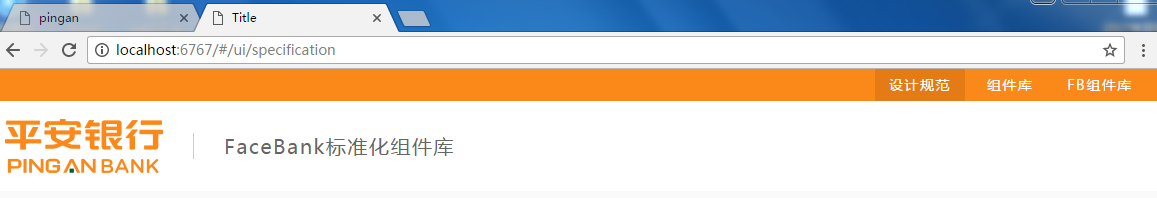 pingan Title
localhost:6767/#/ui/specification
设计规范 组件库 FB组件库
平安银行
PING AN BANK
FaceBank标准化组件库